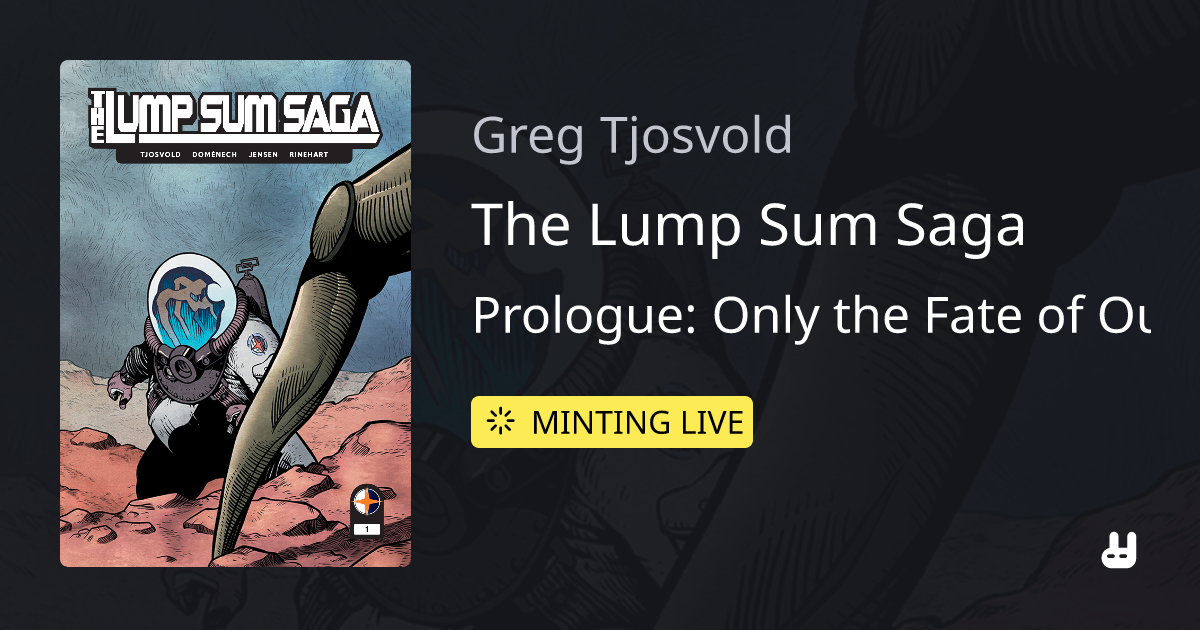 THE LUMP SUM SAGA
TJOSVOLD DOMÉNECH JENSEN RINEHART
1
Greg Tjosvold
The Lump Sum Saga
Prologue: Only the Fate of Ou
MINTING LIVE